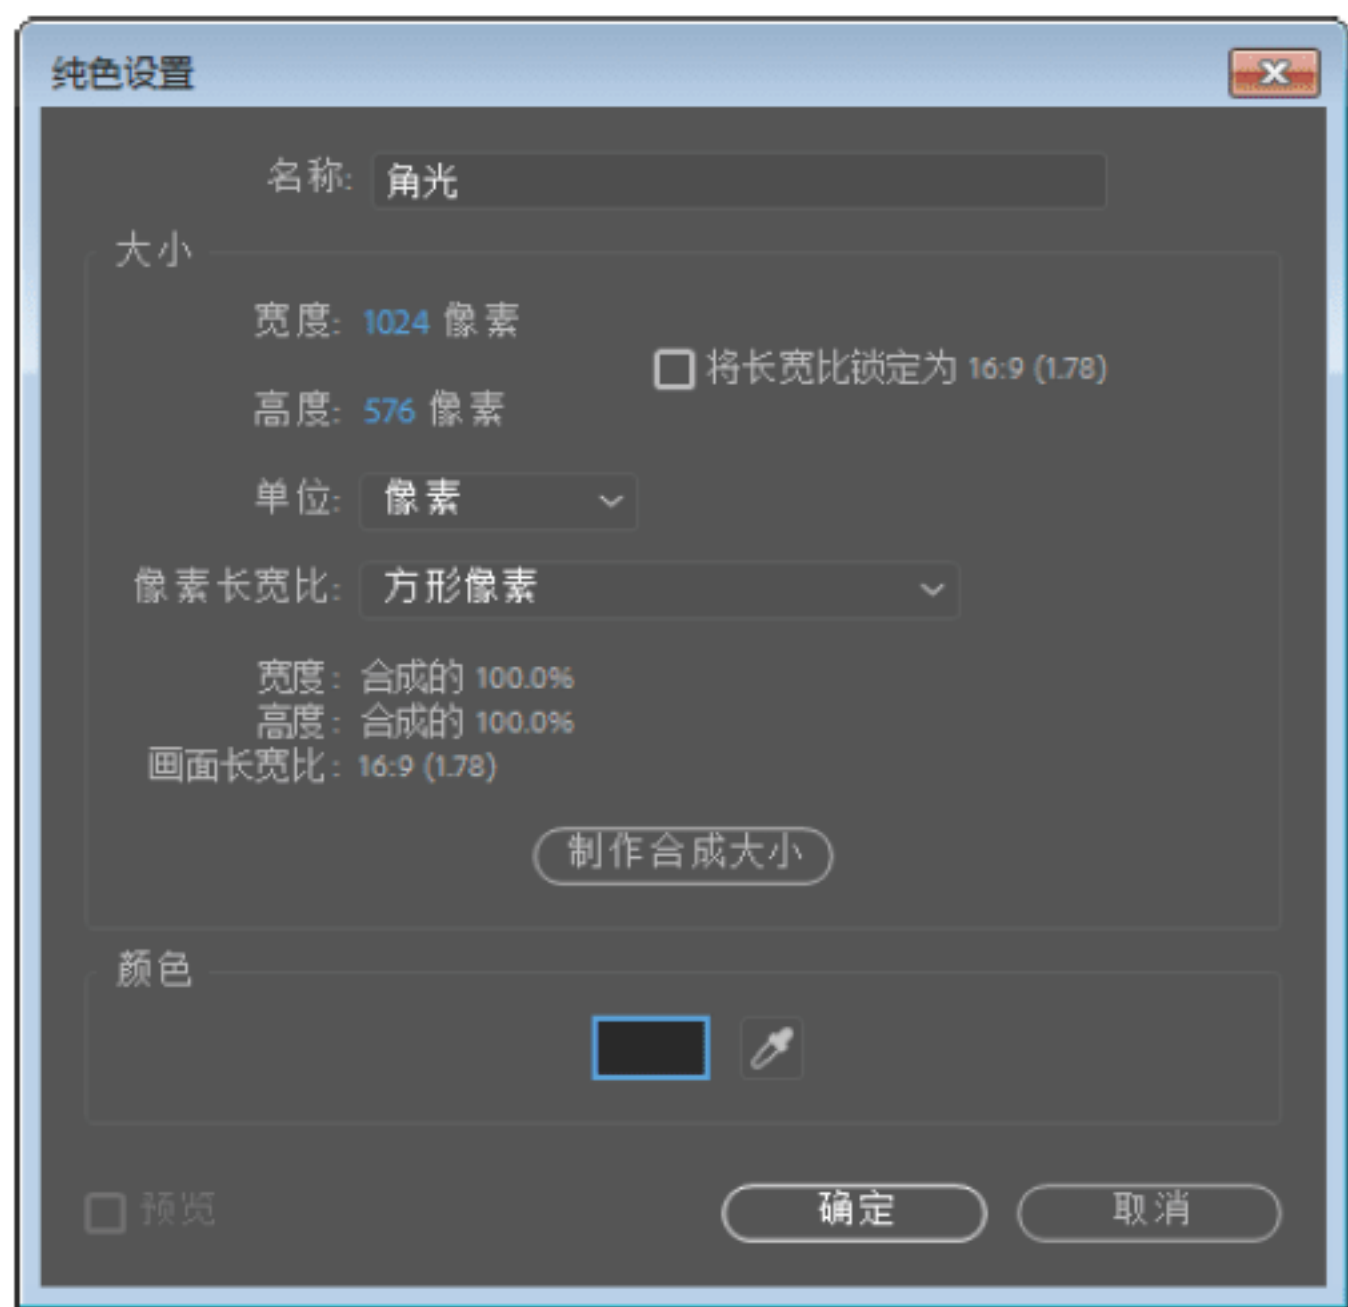 纯色设置
名称: 角光
大小
宽度: 1024 像素
将长宽比锁定为 16:9 (1.78)
高度: 576 像素
单位: 像素
像素长宽比: 方形像素
宽度: 合成的 100.0%
高度: 合成的 100.0%
画面长宽比: 16:9 (1.78)
制作合成大小
颜色
预览 确定 取消